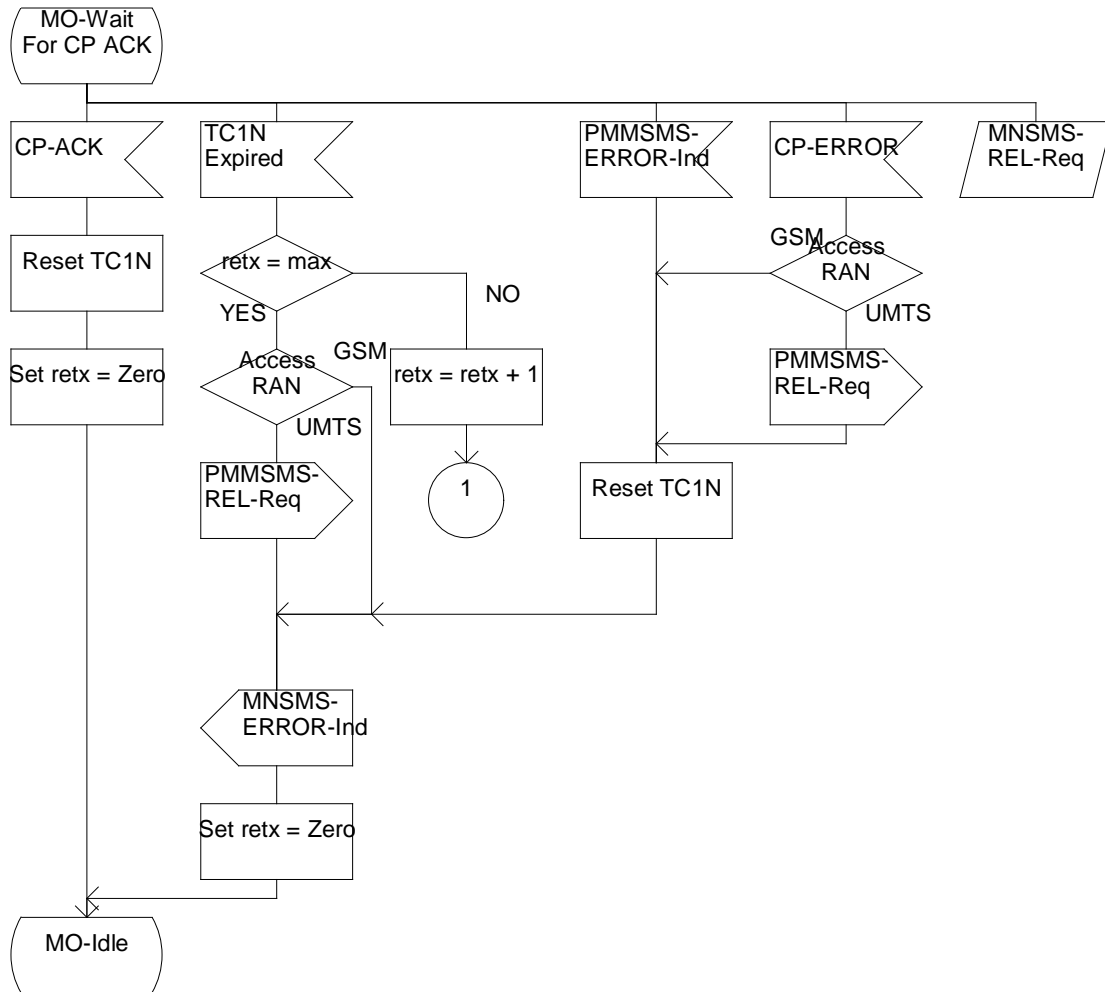 MO-Wait
For CP ACK
CP-ACK
TC1N
Expired
PMMSMS-
ERROR-Ind
CP-ERROR
MNSMS-
REL-Req
Reset TC1N
retx = max
GSM
Access
RAN
NO
YES
UMTS
Set retx = Zero
Access
RAN
GSM
retx = retx + 1
PMMSMS-
REL-Req
UMTS
PMMSMS-
REL-Req
1
Reset TC1N
MNSMS-
ERROR-Ind
Set retx = Zero
MO-Idle